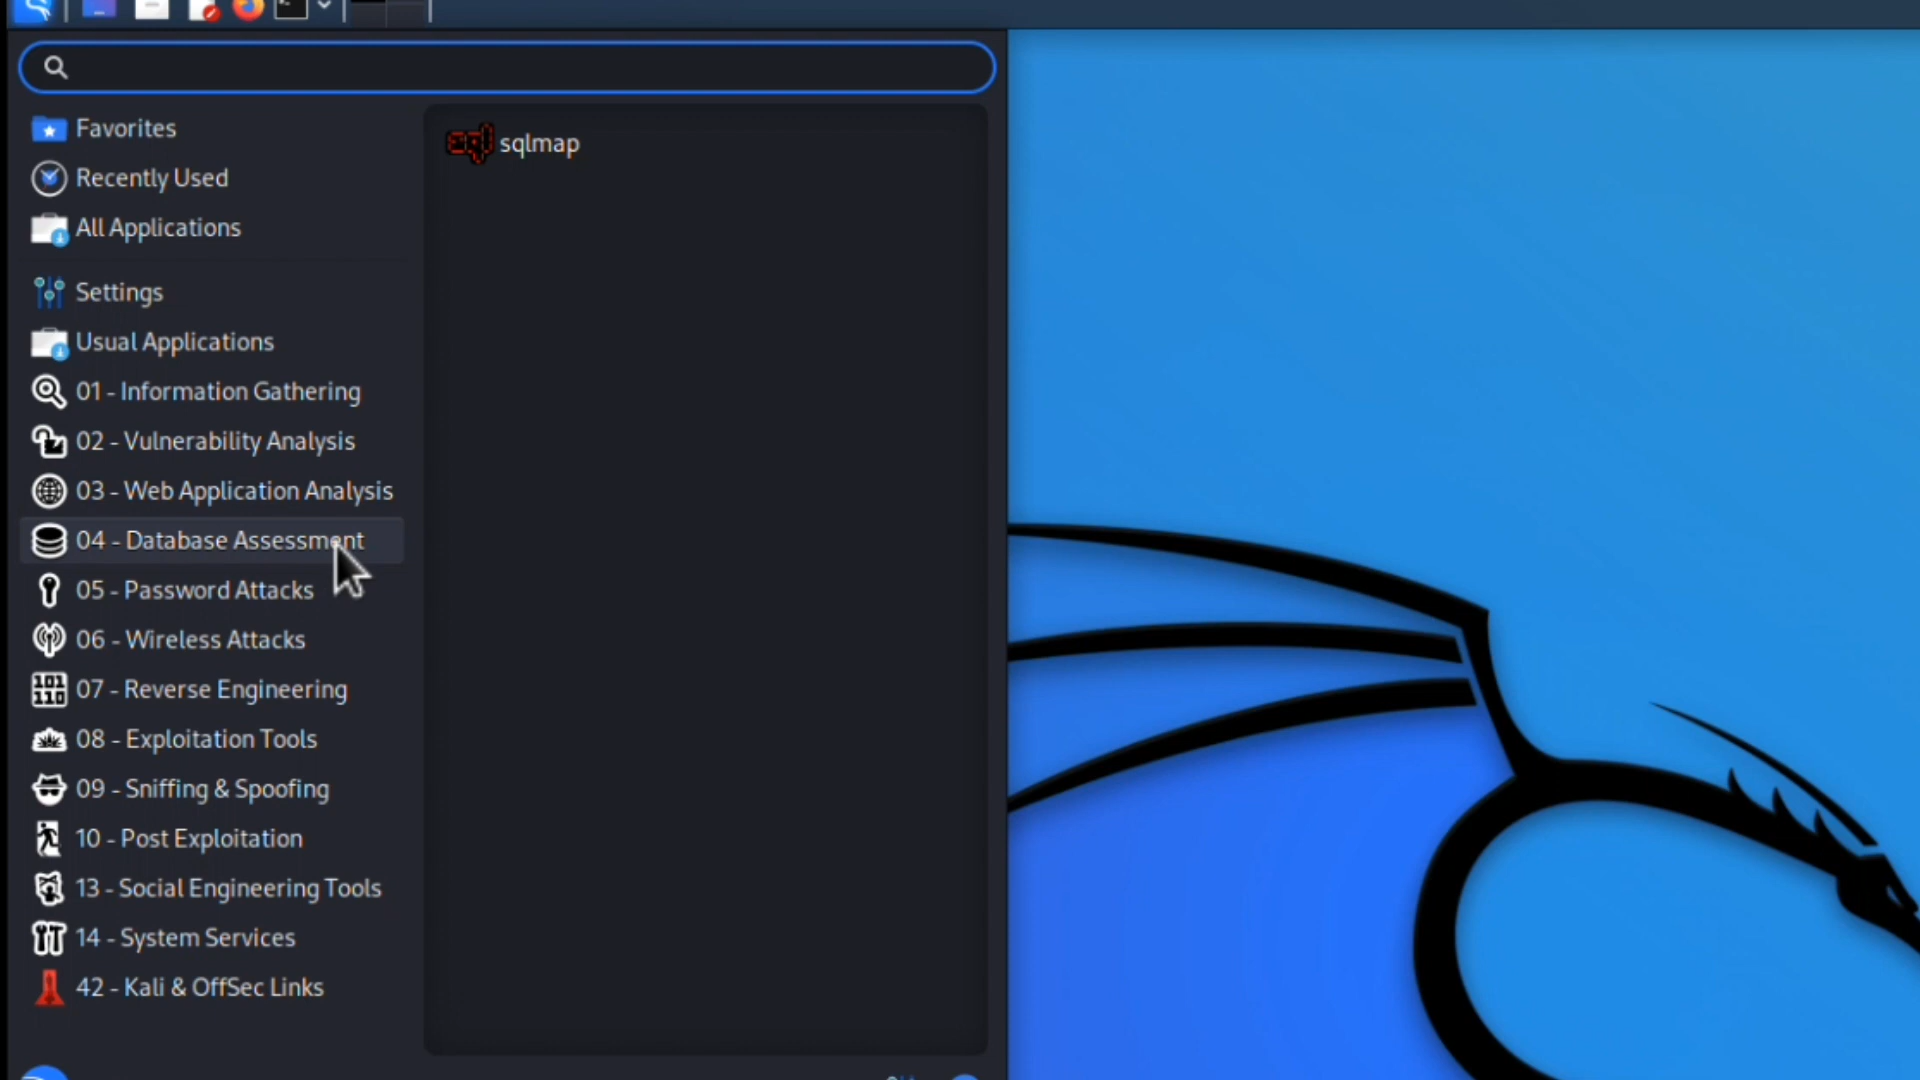 Favorites
Recently Used
All Applications
Settings
Usual Applications
01 - Information Gathering
02 - Vulnerability Analysis
03 - Web Application Analysis
04 - Database Assessment
05 - Password Attacks
06 - Wireless Attacks
07 - Reverse Engineering
08 - Exploitation Tools
09 - Sniffing & Spoofing
10 - Post Exploitation
13 - Social Engineering Tools
14 - System Services
42 - Kali & OffSec Links
sqlmap